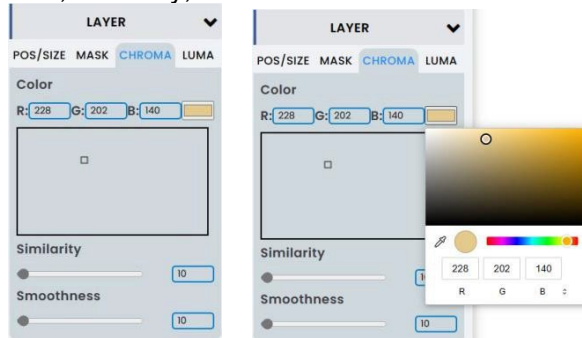 LAYER
POS/SIZE MASK CHROMA LUMA
Color
R: 228 G: 202 B: 140
Similarity
10
Smoothness
10
LAYER
POS/SIZE MASK CHROMA LUMA
Color
R: 228 G: 202 B: 140
Similarity
Smoothness
10
228 202 140
R G B